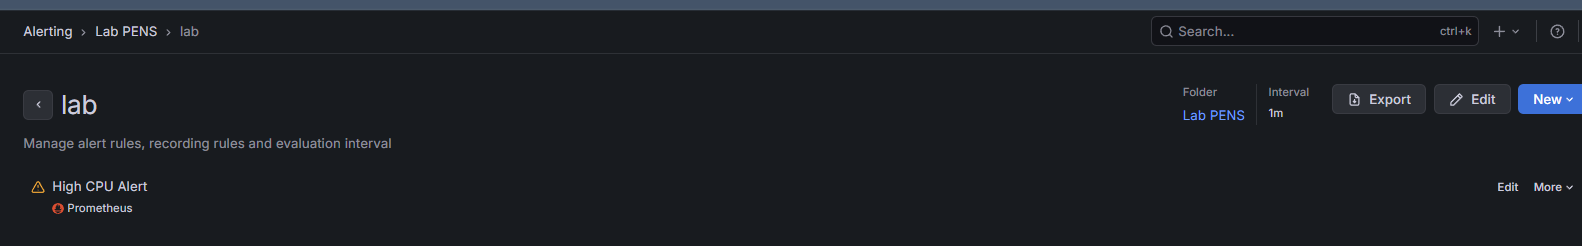 Alerting › Lab PENS › lab
Search... ctrl+k
lab
Folder
Lab PENS
Interval
1m
Export
Edit
New
Manage alert rules, recording rules and evaluation interval
High CPU Alert
Edit More
Prometheus